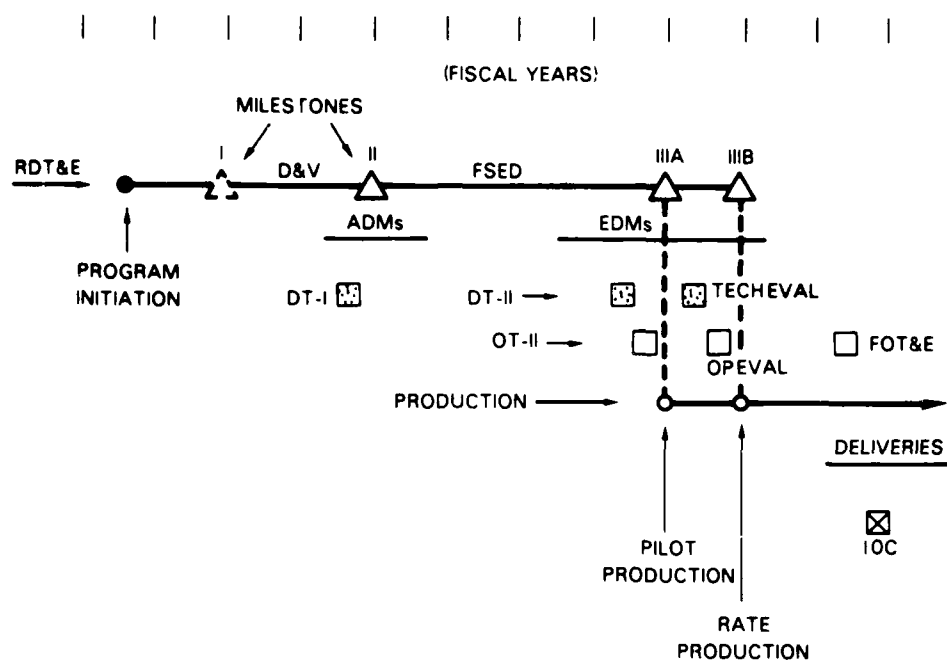 (FISCAL YEARS)
MILESTONES
I
II
IIIA
IIIB
RDT&E
D&V
FSED
ADMs
EDMs
PROGRAM
INITIATION
DT-I
DT-II
TECHEVAL
OT-II
FOT&E
OPEVAL
PRODUCTION
DELIVERIES
IOC
PILOT
PRODUCTION
RATE
PRODUCTION